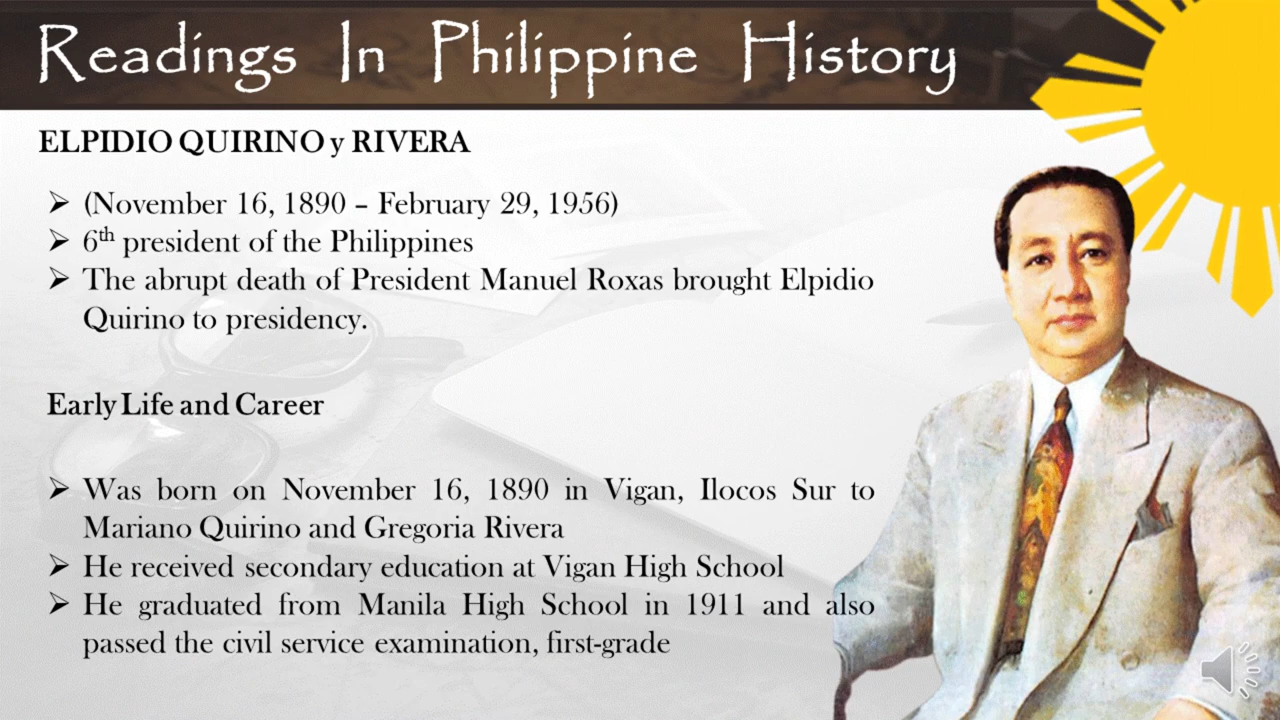 Readings In Philippine History
ELPIDIO QUIRINO y RIVERA
➢ (November 16, 1890 – February 29, 1956)
➢ 6th president of the Philippines
➢ The abrupt death of President Manuel Roxas brought Elpidio
Quirino to presidency.
Early Life and Career
➢ Was born on November 16, 1890 in Vigan, Ilocos Sur to
Mariano Quirino and Gregoria Rivera
➢ He received secondary education at Vigan High School
➢ He graduated from Manila High School in 1911 and also
passed the civil service examination, first-grade